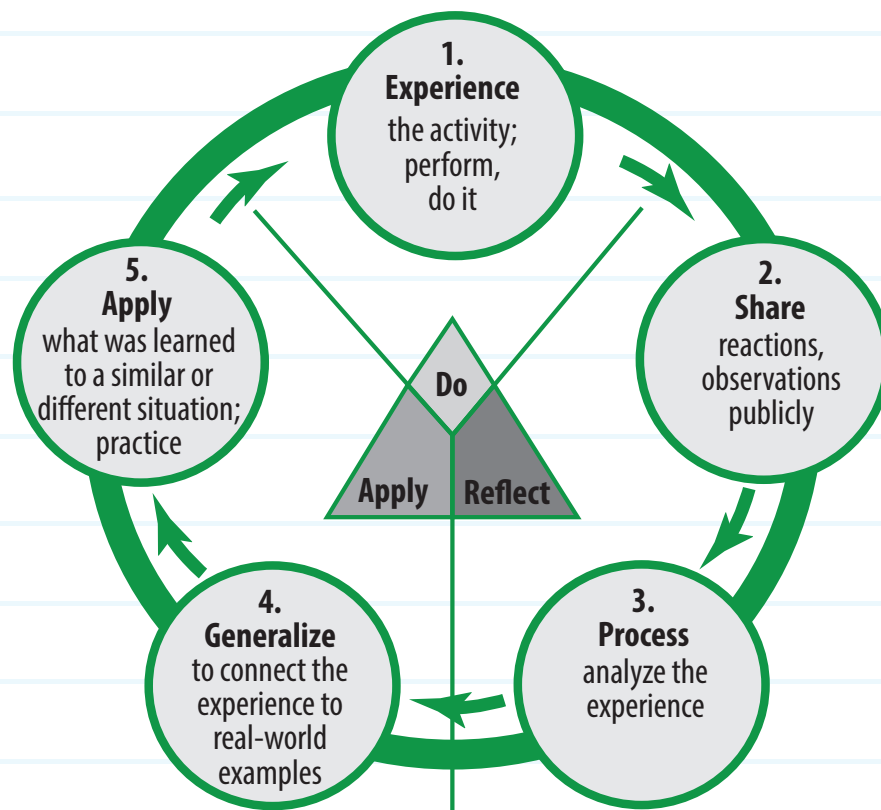 1.
Experience
the activity;
perform,
do it
2.
Share
reactions,
observations
publicly
3.
Process
analyze the
experience
4.
Generalize
to connect the
experience to
real-world
examples
5.
Apply
what was learned
to a similar or
different situation;
practice
Do
Apply
Reflect